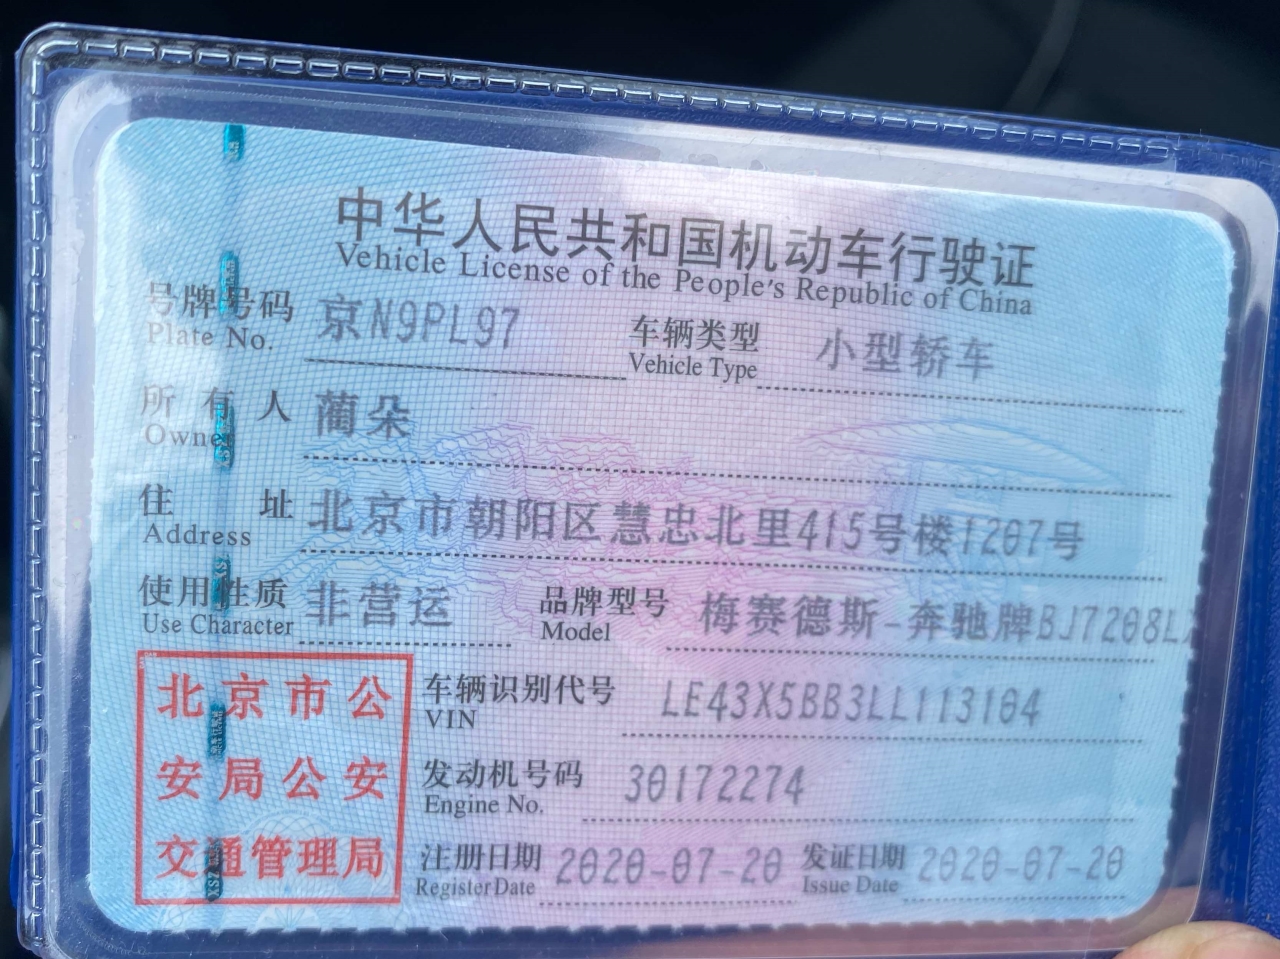 中华人民共和国机动车行驶证
Vehicle License of the People's Republic of China
号牌号码 京N9PL97 车辆类型 小型轿车
Plate No. Vehicle Type
所有人 蔺朵
Owner
住址 北京市朝阳区慧忠北里415号楼1207号
Address
使用性质 非营运 品牌型号 梅赛德斯-奔驰牌BJ7208L
Use Character Model
北京市公
安局公安
交通管理局
车辆识别代号 LE43X5BB3LL113104
VIN
发动机号码 30172274
Engine No.
注册日期 2020-07-20 发证日期 2020-07-20
Register Date Issue Date